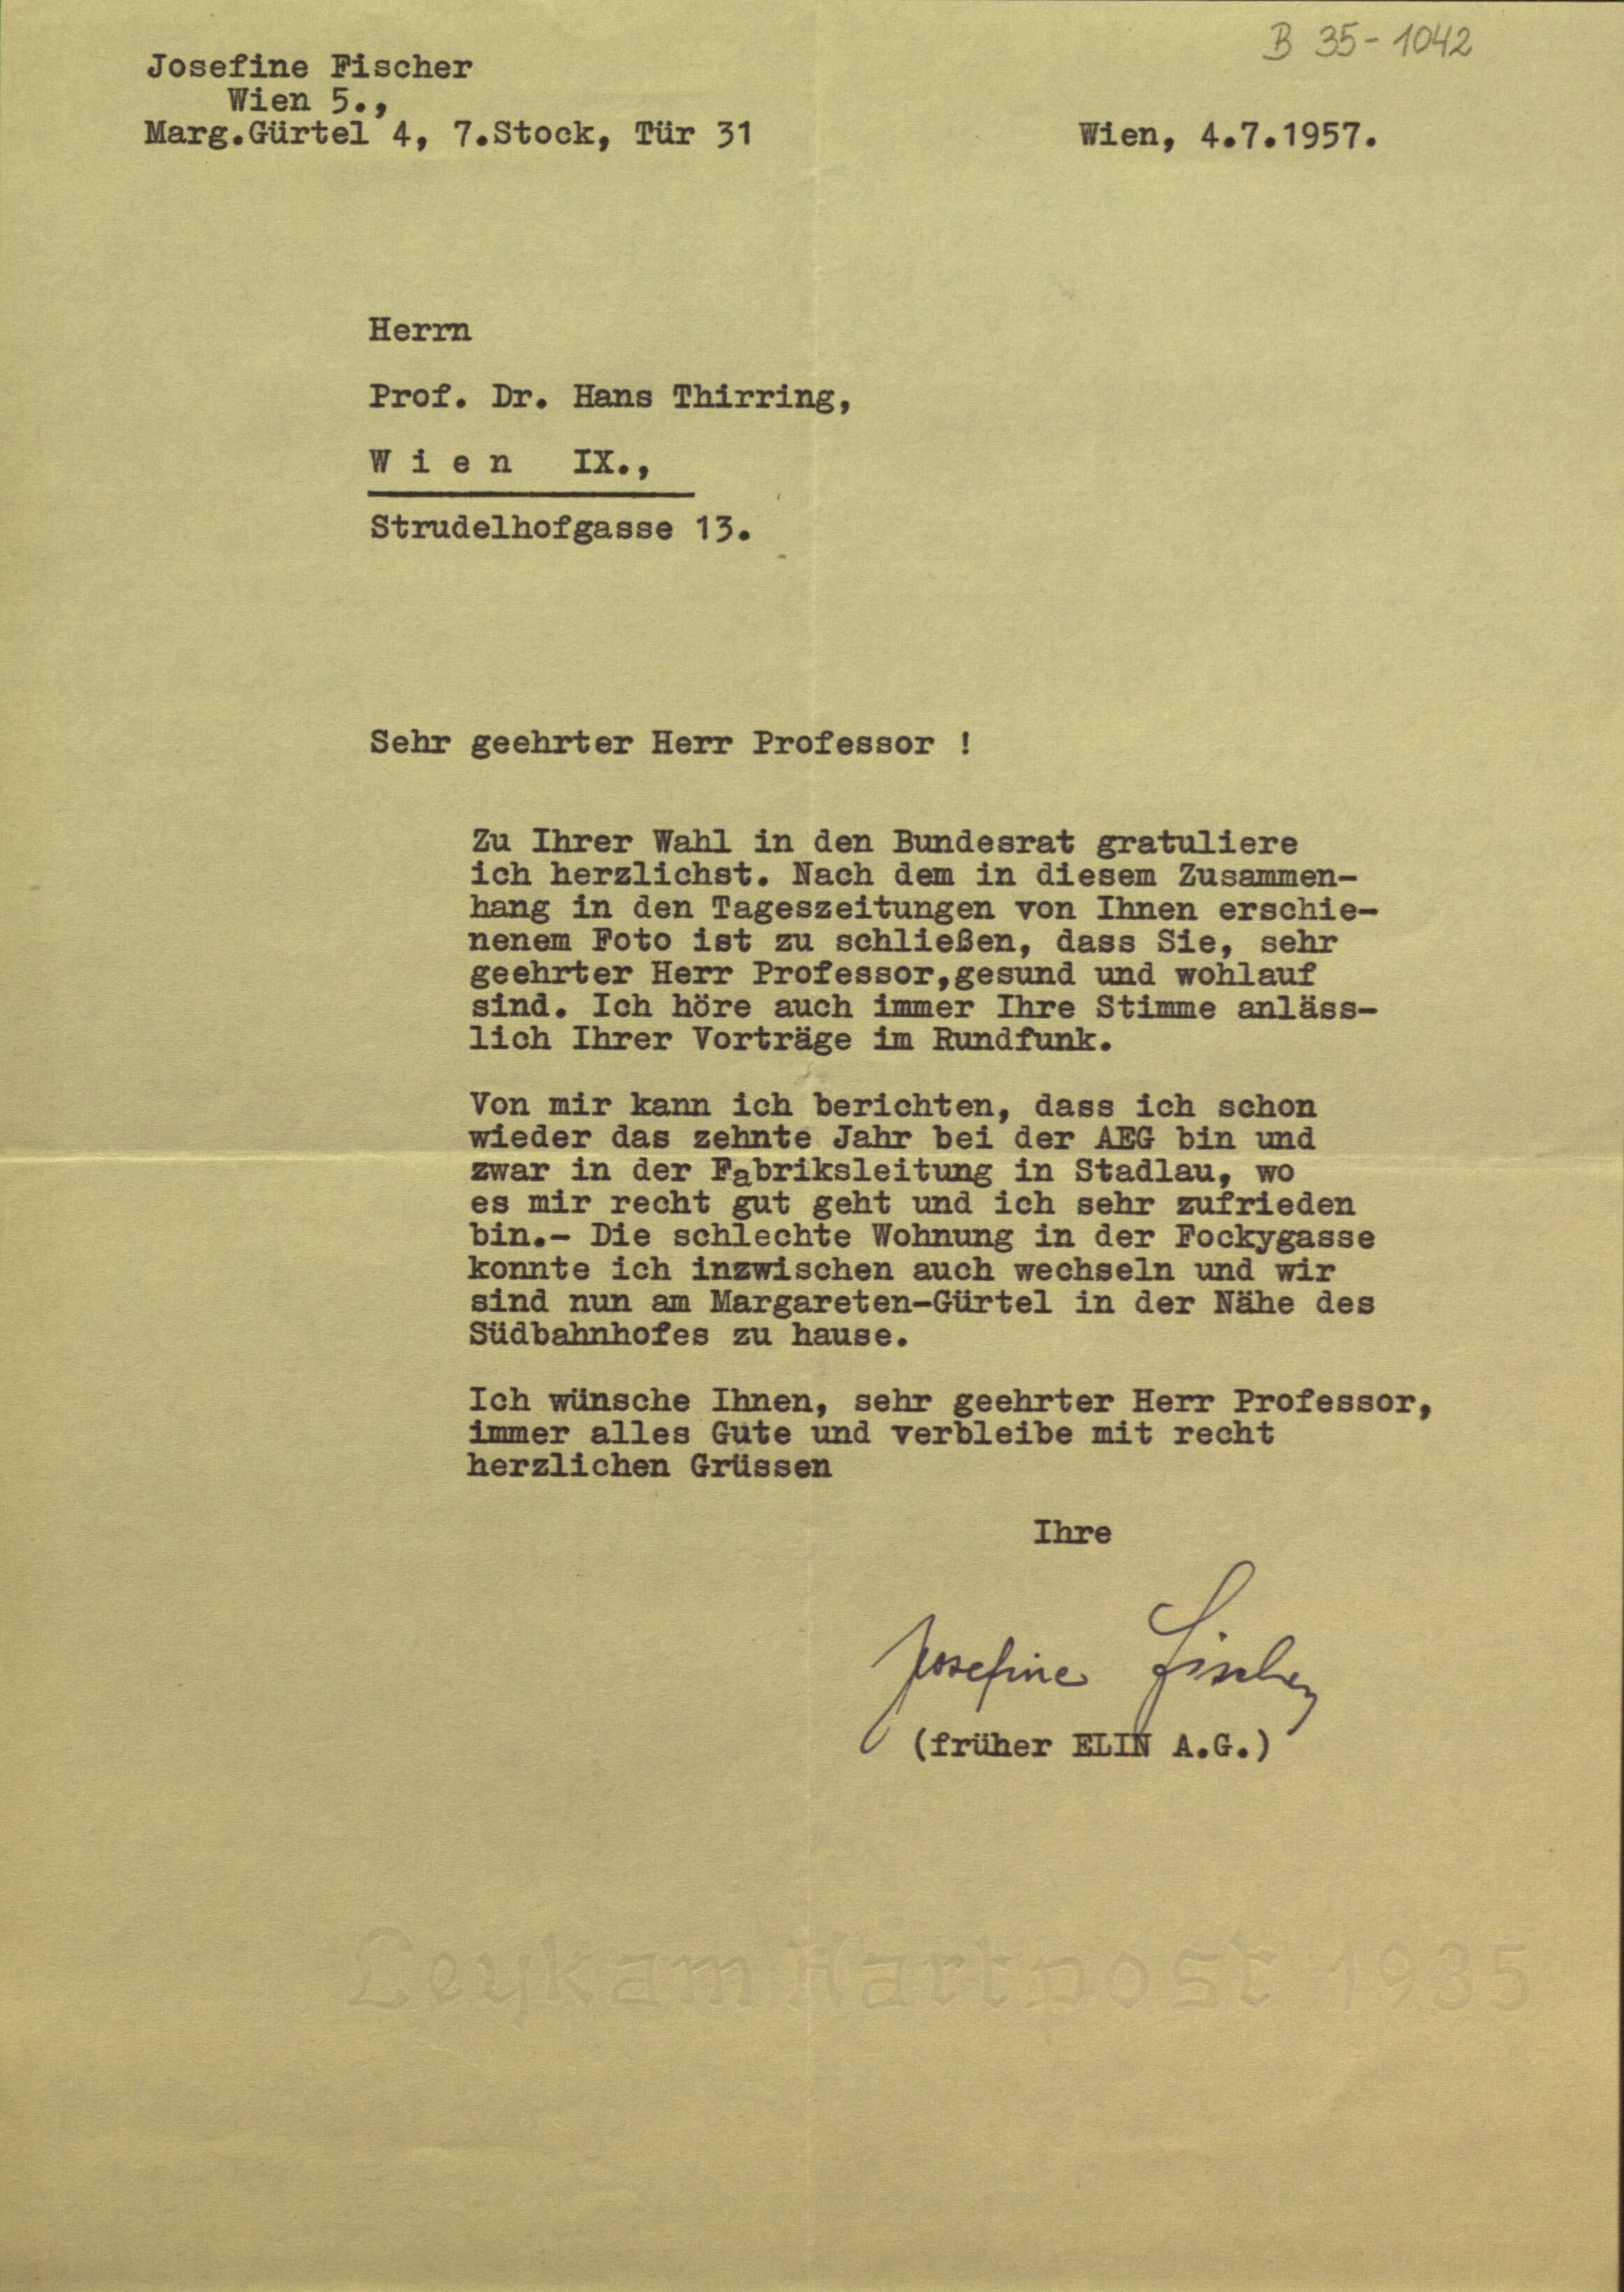 B 35-1042
Josefine Fischer
Wien 5.,
Marg.Gürtel 4, 7.Stock, Tür 31
Wien, 4.7.1957.
Herrn
Prof. Dr. Hans Thirring,
W i e n   IX.,
Strudelhofgasse 13.
Sehr geehrter Herr Professor !
Zu Ihrer Wahl in den Bundesrat gratuliere
ich herzlichst. Nach dem in diesem Zusammen-
hang in den Tageszeitungen von Ihnen erschie-
nenem Foto ist zu schließen, dass Sie, sehr
geehrter Herr Professor,gesund und wohlauf
sind. Ich höre auch immer Ihre Stimme anläss-
lich Ihrer Vorträge im Rundfunk.
Von mir kann ich berichten, dass ich schon
wieder das zehnte Jahr bei der AEG bin und
zwar in der Fabriksleitung in Stadlau, wo
es mir recht gut geht und ich sehr zufrieden
bin.- Die schlechte Wohnung in der Fockygasse
konnte ich inzwischen auch wechseln und wir
sind nun am Margareten-Gürtel in der Nähe des
Südbahnhofes zu hause.
Ich wünsche Ihnen, sehr geehrter Herr Professor,
immer alles Gute und verbleibe mit recht
herzlichen Grüssen
Ihre
Josefine Fischer
(früher ELIN A.G.)
Leykam Hartpost 1935